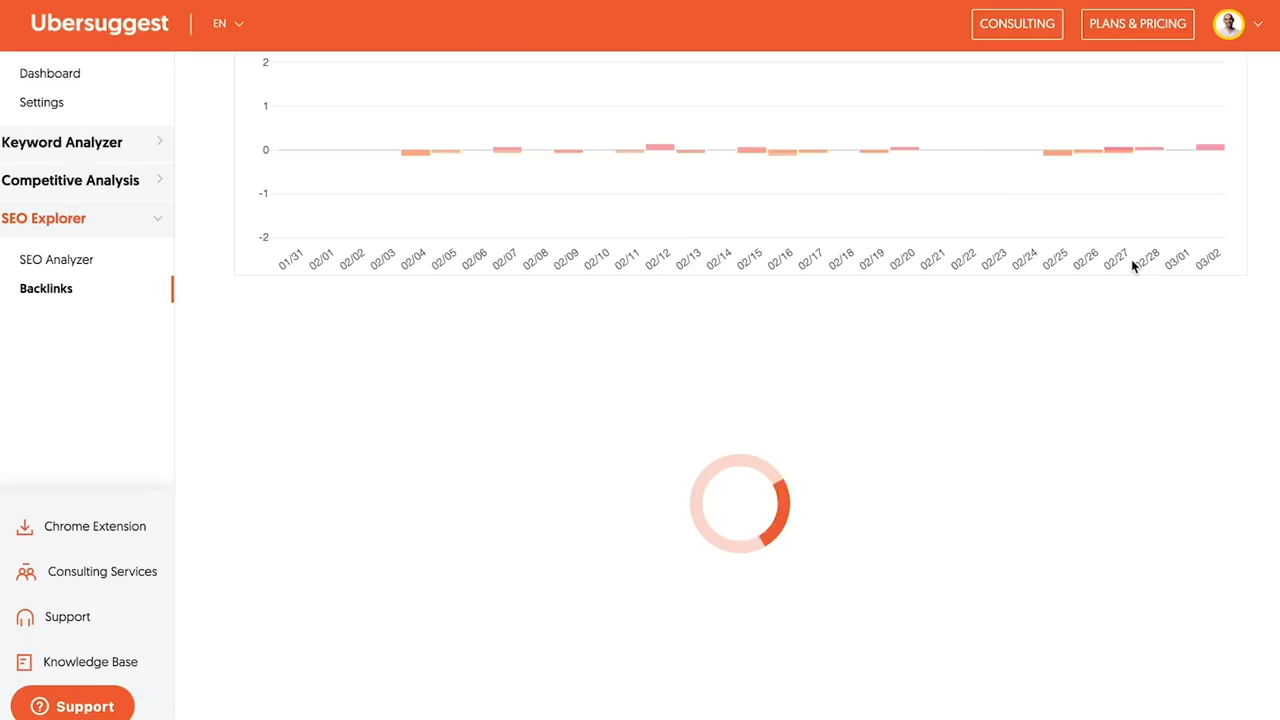 Ubersuggest
EN
CONSULTING
PLANS & PRICING
Dashboard
Settings
Keyword Analyzer
Competitive Analysis
SEO Explorer
SEO Analyzer
Backlinks
Chrome Extension
Consulting Services
Support
Knowledge Base
Support
2
1
0
-1
-2
01/31 02/01 02/02 02/03 02/04 02/05 02/06 02/07 02/08 02/09 02/10 02/11 02/12 02/13 02/14 02/15 02/16 02/17 02/18 02/19 02/20 02/21 02/22 02/23 02/24 02/25 02/26 02/27 02/28 03/01 03/02